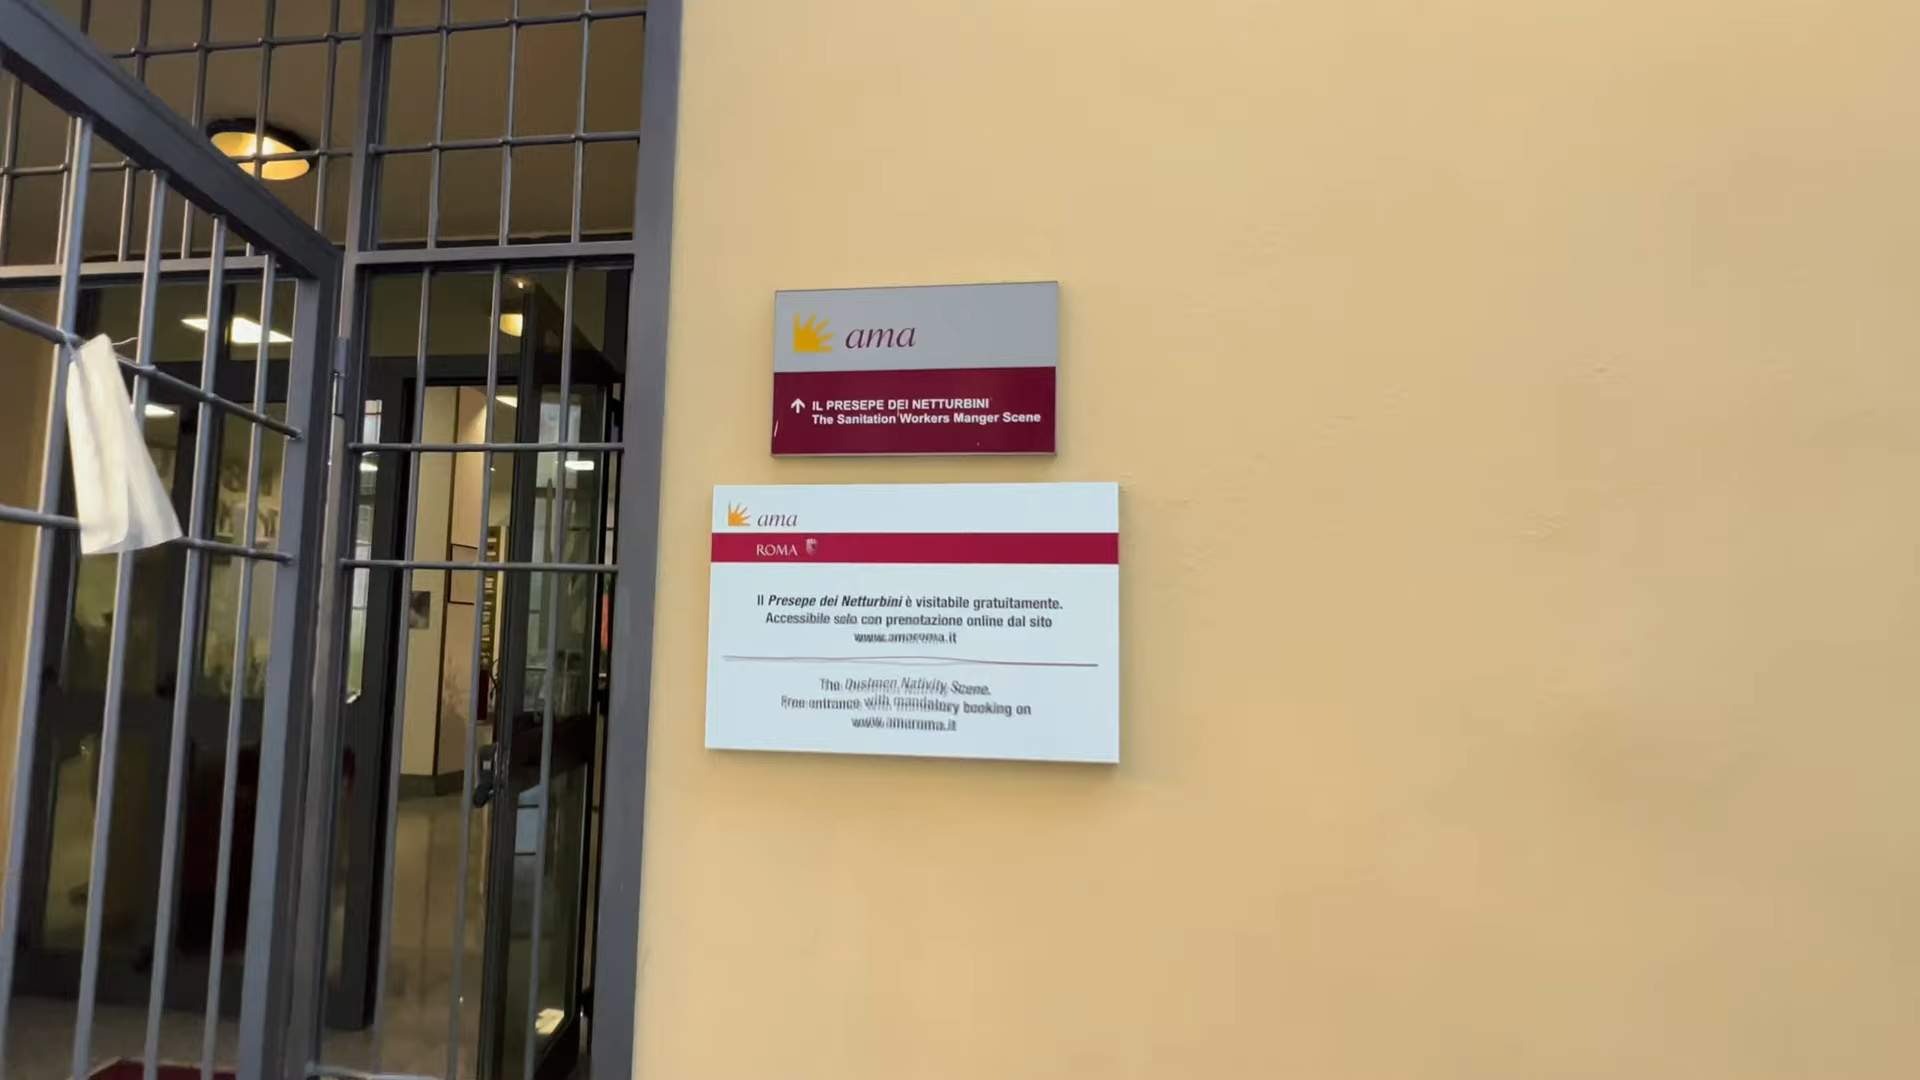 ama
IL PRESEPE DEI NETTURBINI
The Sanitation Workers Manger Scene
ama
ROMA
Il Presepe dei Netturbini è visitabile gratuitamente.
Accessibile solo con prenotazione online dal sito
www.amaroma.it
The Dustmen Nativity Scene.
Free entrance with mandatory booking on
www.amaroma.it